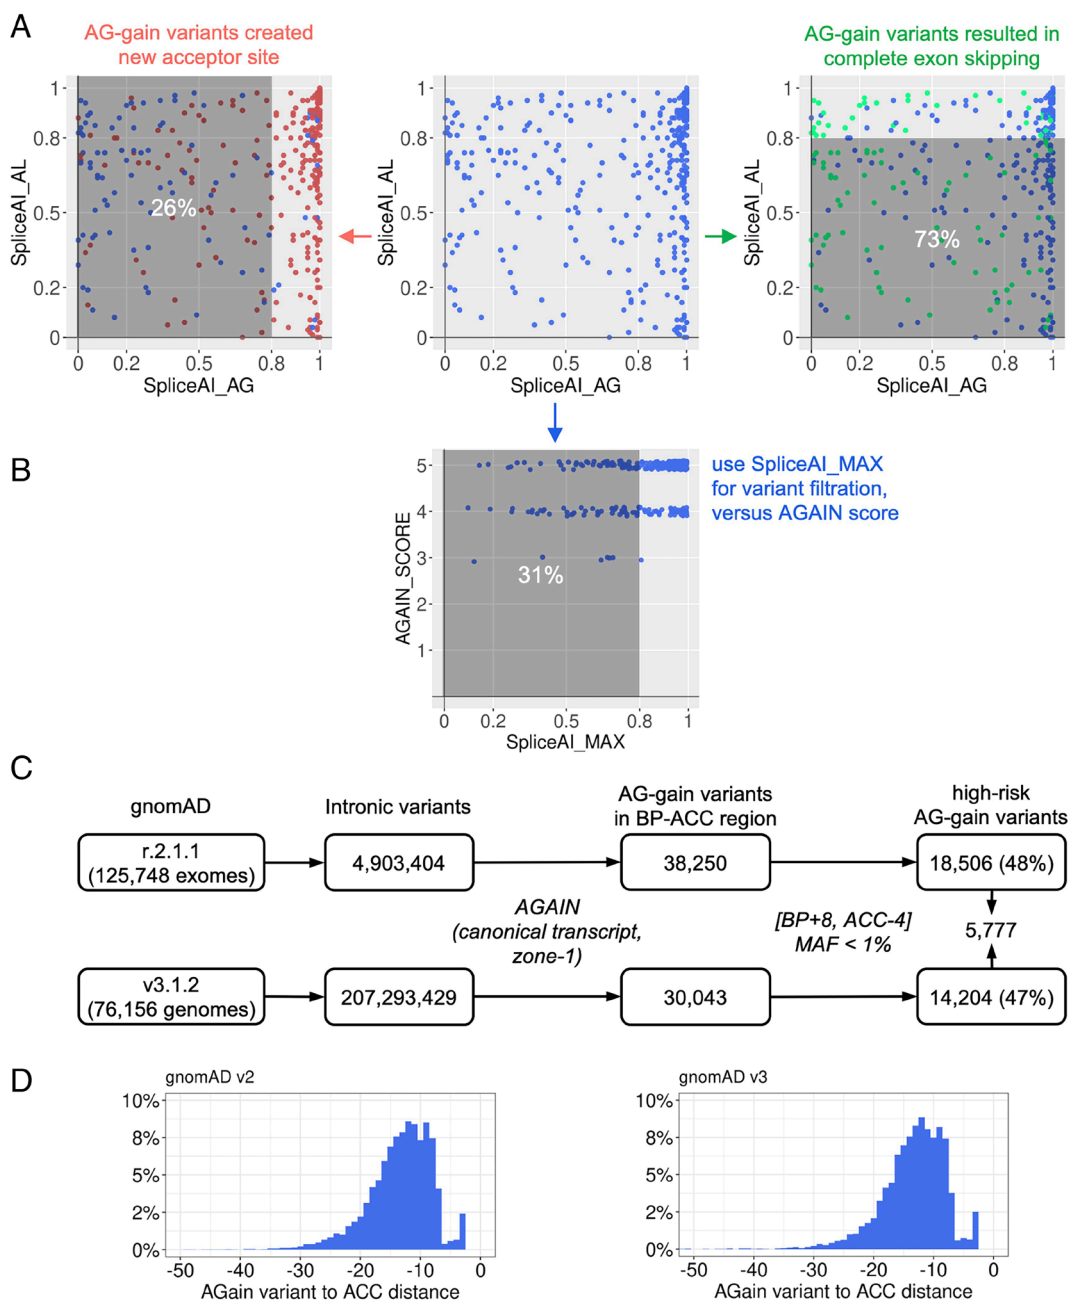 A
AG-gain variants created
new acceptor site
AG-gain variants resulted in
complete exon skipping
SpliceAI_AL
1
0.8
0.5
0.2
0
26%
0
0.2
0.5
0.8
1
SpliceAI_AG
SpliceAI_AL
1
0.8
0.5
0.2
0
0
0.2
0.5
0.8
1
SpliceAI_AG
SpliceAI_AL
1
0.8
0.5
0.2
0
73%
0
0.2
0.5
0.8
1
SpliceAI_AG
B
AGAIN_SCORE
5
4
3
2
1
31%
0
0.2
0.5
0.8
1
SpliceAI_MAX
use SpliceAI_MAX
for variant filtration,
versus AGAIN score
C
gnomAD
Intronic variants
AG-gain variants
in BP-ACC region
high-risk
AG-gain variants
r.2.1.1
(125,748 exomes)
4,903,404
38,250
18,506 (48%)
AGAIN
(canonical transcript,
zone-1)
[BP+8, ACC-4]
MAF < 1%
5,777
v3.1.2
(76,156 genomes)
207,293,429
30,043
14,204 (47%)
D
gnomAD v2
10%
8%
5%
2%
0%
-50
-40
-30
-20
-10
0
AGain variant to ACC distance
gnomAD v3
10%
8%
5%
2%
0%
-50
-40
-30
-20
-10
0
AGain variant to ACC distance